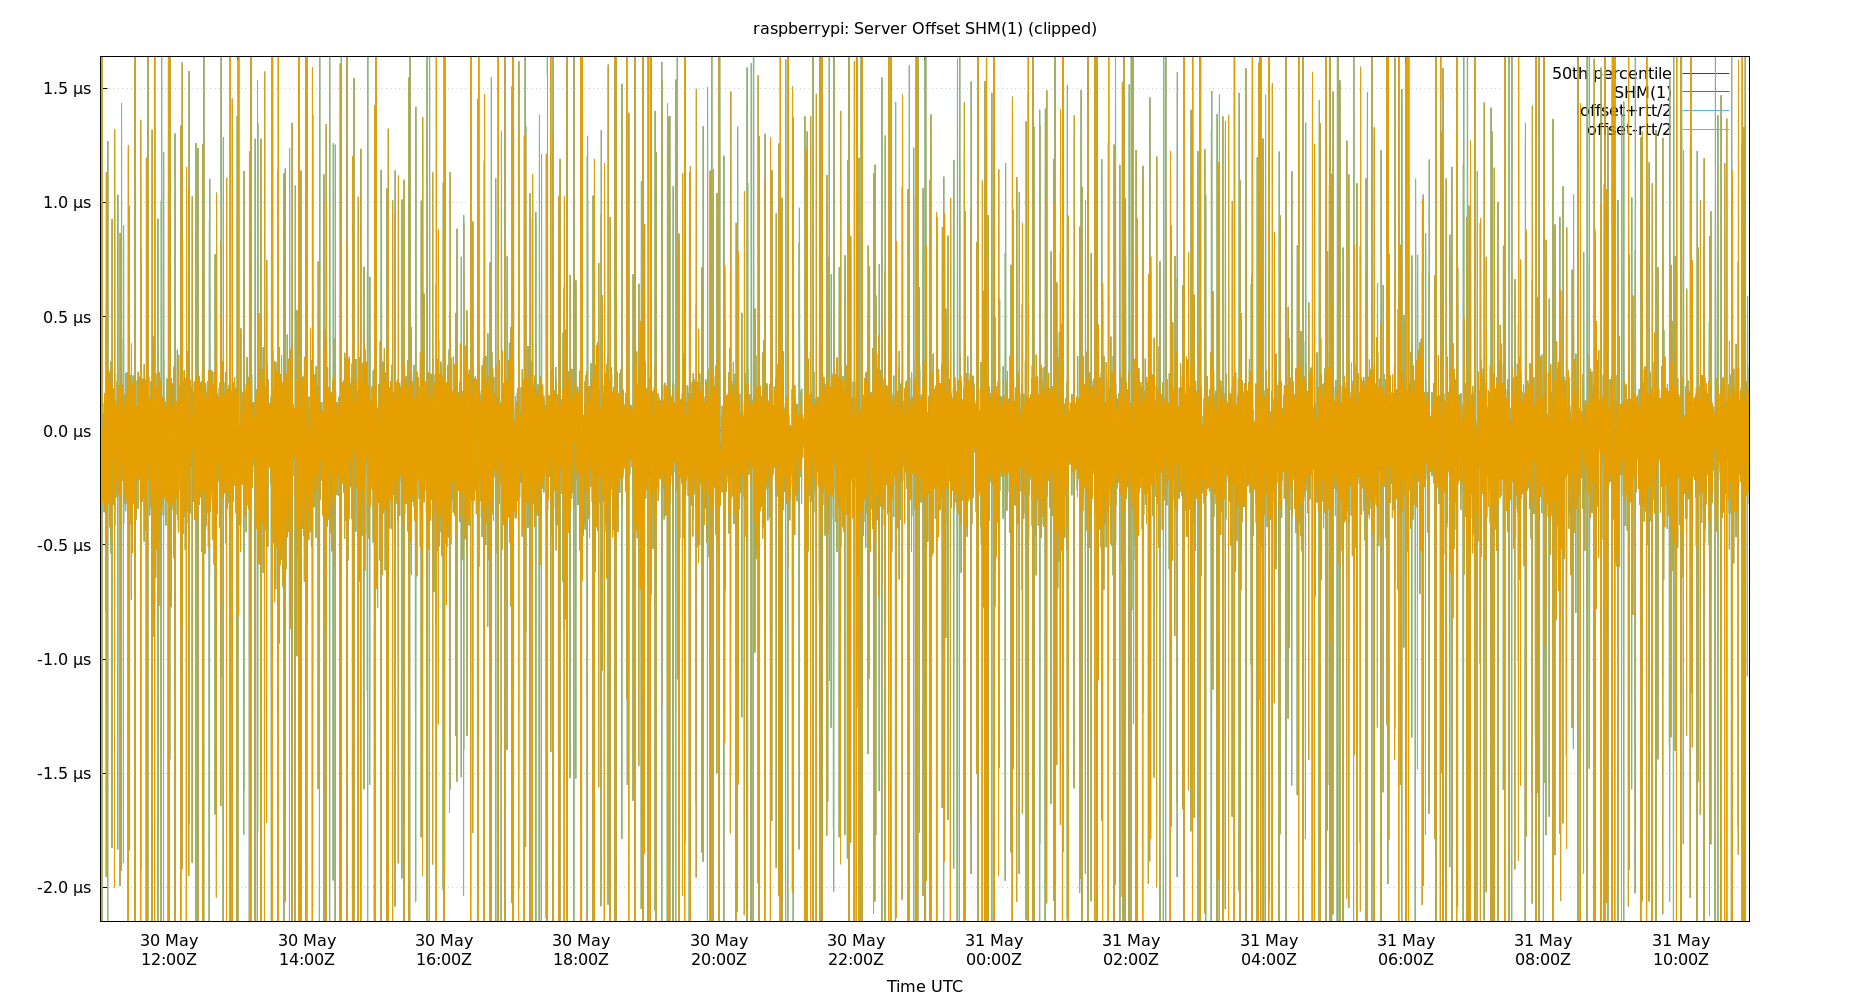 raspberrypi: Server Offset SHM(1) (clipped)
50th percentile
SHM(1)
offset+rtt/2
offset-rtt/2
1.5 µs
1.0 µs
0.5 µs
0.0 µs
-0.5 µs
-1.0 µs
-1.5 µs
-2.0 µs
30 May 30 May 30 May 30 May 30 May 30 May 31 May 31 May 31 May 31 May 31 May 31 May
12:00Z 14:00Z 16:00Z 18:00Z 20:00Z 22:00Z 00:00Z 02:00Z 04:00Z 06:00Z 08:00Z 10:00Z
Time UTC